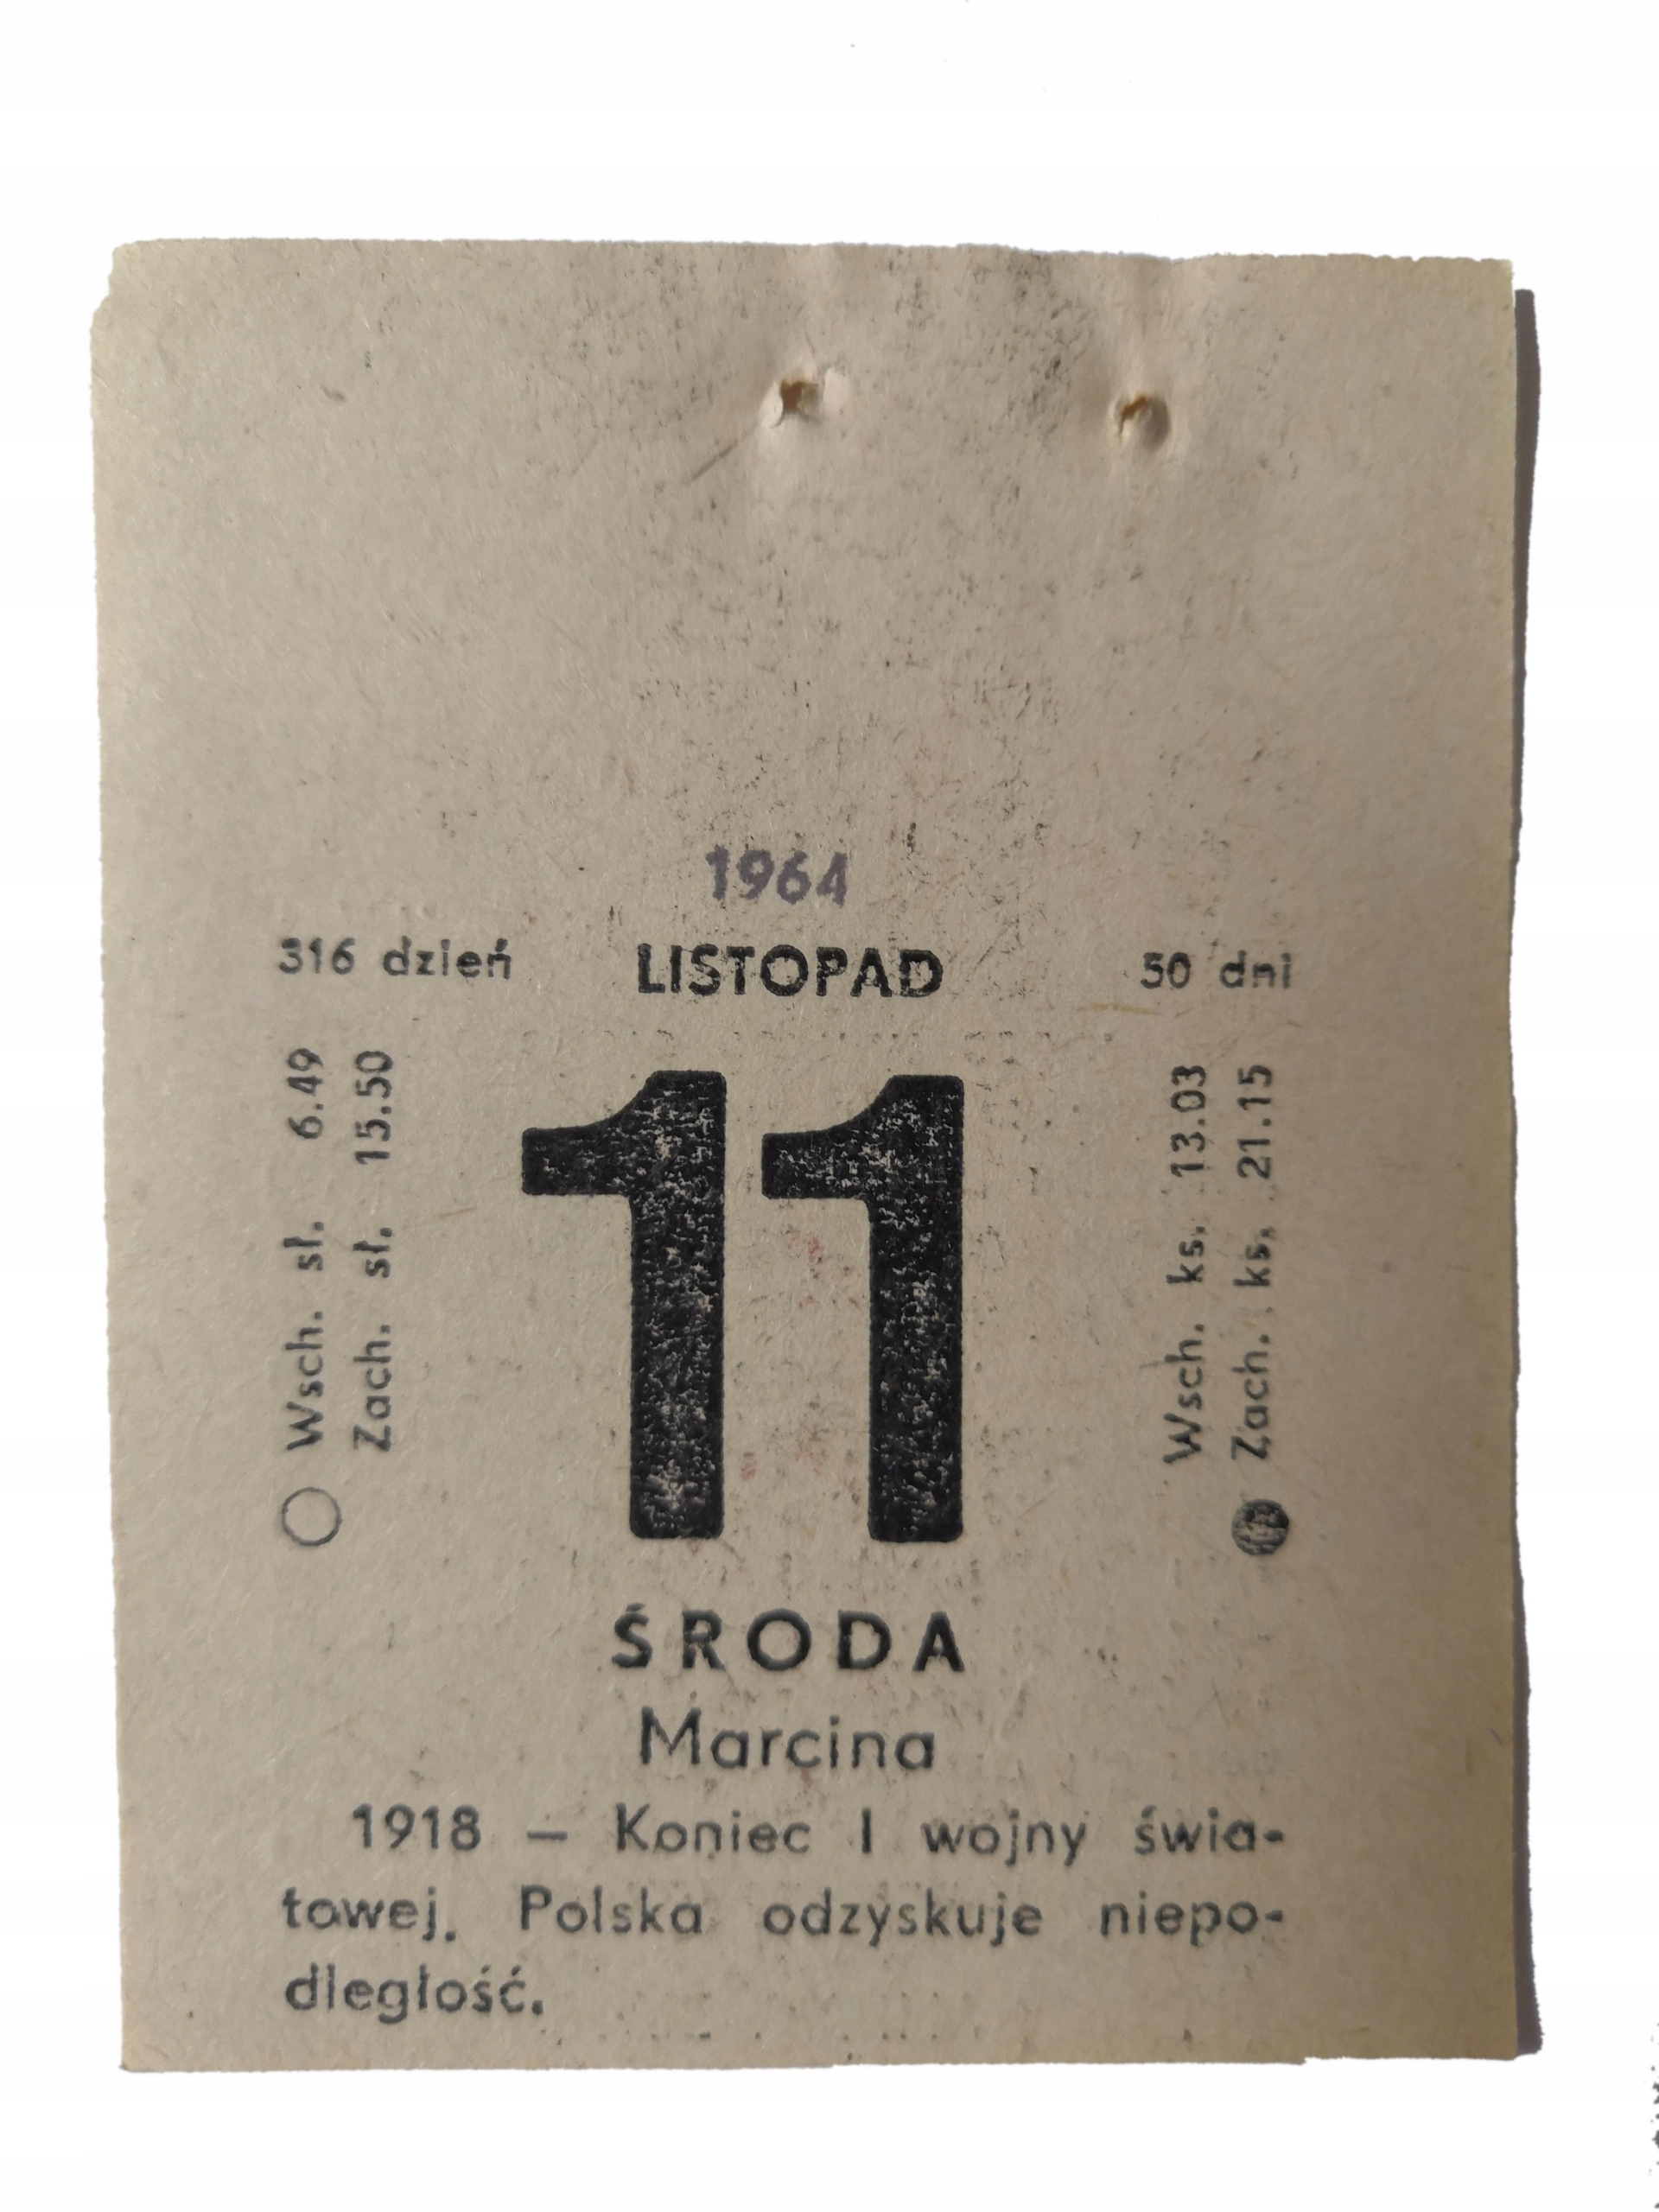 1964
316 dzień LISTOPAD 50 dni
Wsch. sł. 6.49
Zach. sł. 15.50
11
Wsch. ks. 13.03
Zach. ks. 21.15
ŚRODA
Marcina
1918 — Koniec I wojny świa-
towej. Polska odzyskuje niepo-
dległość.